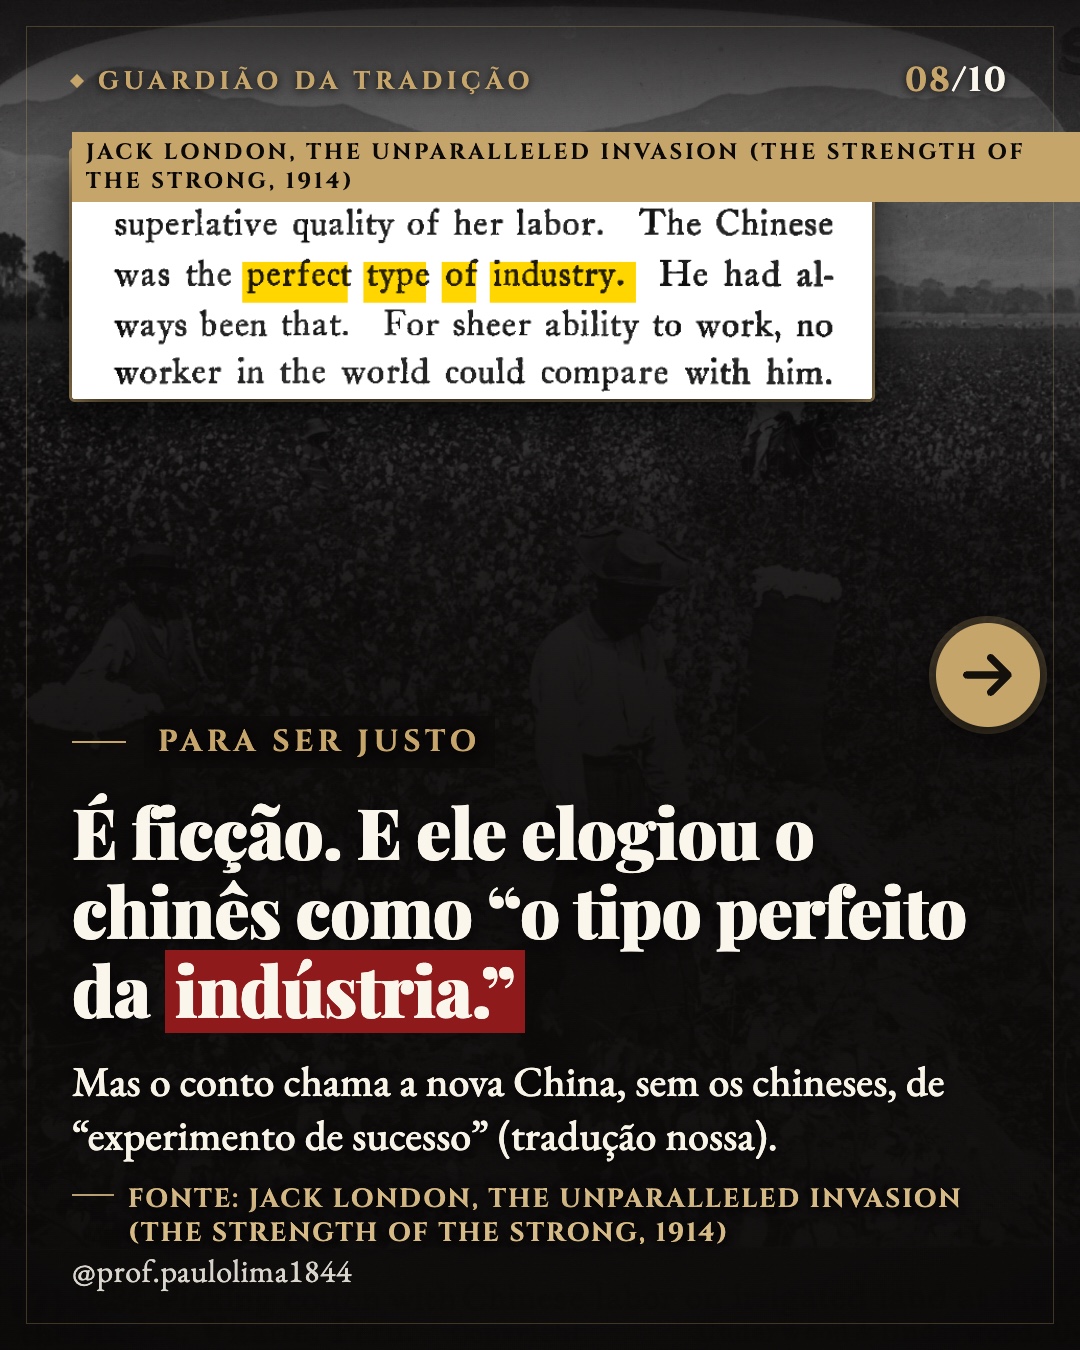 GUARDIÃO DA TRADIÇÃO
08/10
JACK LONDON, THE UNPARALLELED INVASION (THE STRENGTH OF
THE STRONG, 1914)
superlative quality of her labor. The Chinese
was the perfect type of industry. He had al-
ways been that. For sheer ability to work, no
worker in the world could compare with him.
PARA SER JUSTO
É ficção. E ele elogiou o
chinês como “o tipo perfeito
da indústria.”
Mas o conto chama a nova China, sem os chineses, de
“experimento de sucesso” (tradução nossa).
FONTE: JACK LONDON, THE UNPARALLELED INVASION
(THE STRENGTH OF THE STRONG, 1914)
@prof.paulolima1844